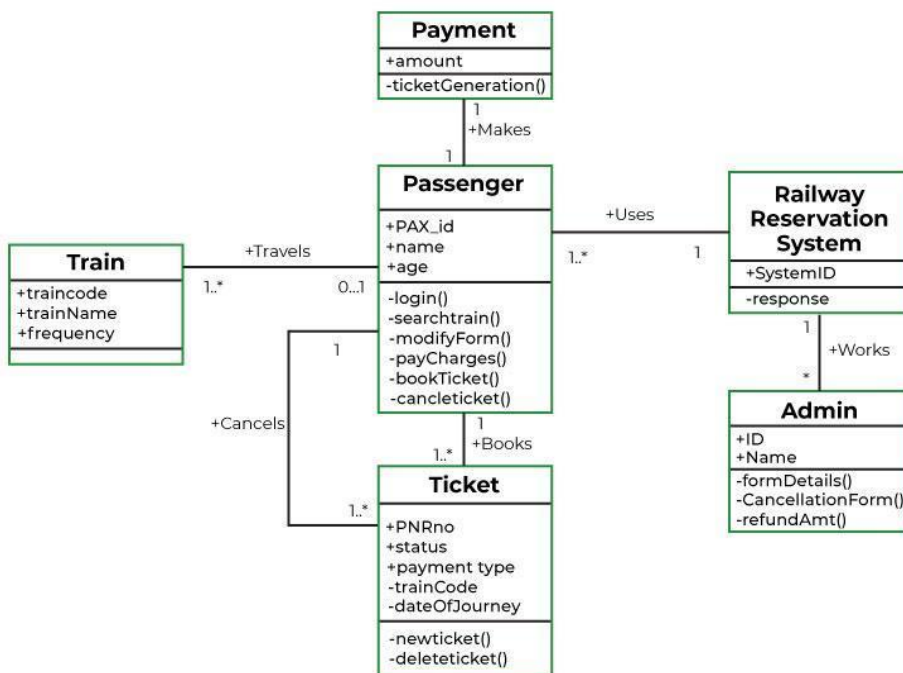 Payment
+amount
-ticketGeneration()
1
+Makes
1
Passenger
+PAX_id
+name
+age
-login()
-searchtrain()
-modifyForm()
-payCharges()
-bookTicket()
-cancleticket()
+Uses
1..*
1
Railway
Reservation
System
+SystemID
-response
+Travels
1..*
0...1
Train
+traincode
+trainName
+frequency
1
+Works
*
Admin
+ID
+Name
-formDetails()
-CancellationForm()
-refundAmt()
1
+Cancels
1..*
1
+Books
1..*
Ticket
+PNRno
+status
+payment type
-trainCode
-dateOfJourney
-newticket()
-deleteticket()